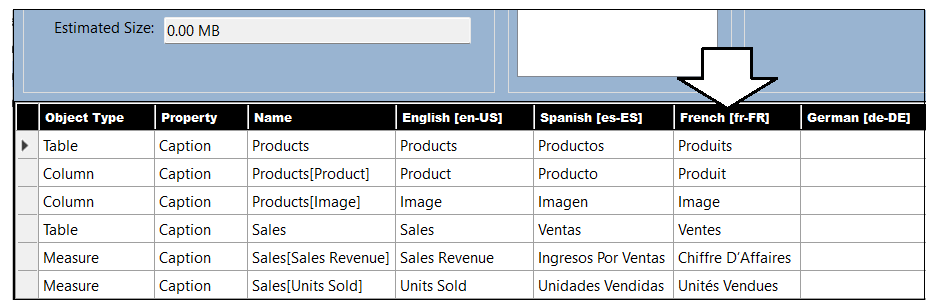 Estimated Size: 0.00 MB
Object Type Property Name English [en-US] Spanish [es-ES] French [fr-FR] German [de-DE]
Table Caption Products Products Productos Produits
Column Caption Products[Product] Product Producto Produit
Column Caption Products[Image] Image Imagen Image
Table Caption Sales Sales Ventas Ventes
Measure Caption Sales[Sales Revenue] Sales Revenue Ingresos Por Ventas Chiffre D’Affaires
Measure Caption Sales[Units Sold] Units Sold Unidades Vendidas Unités Vendues